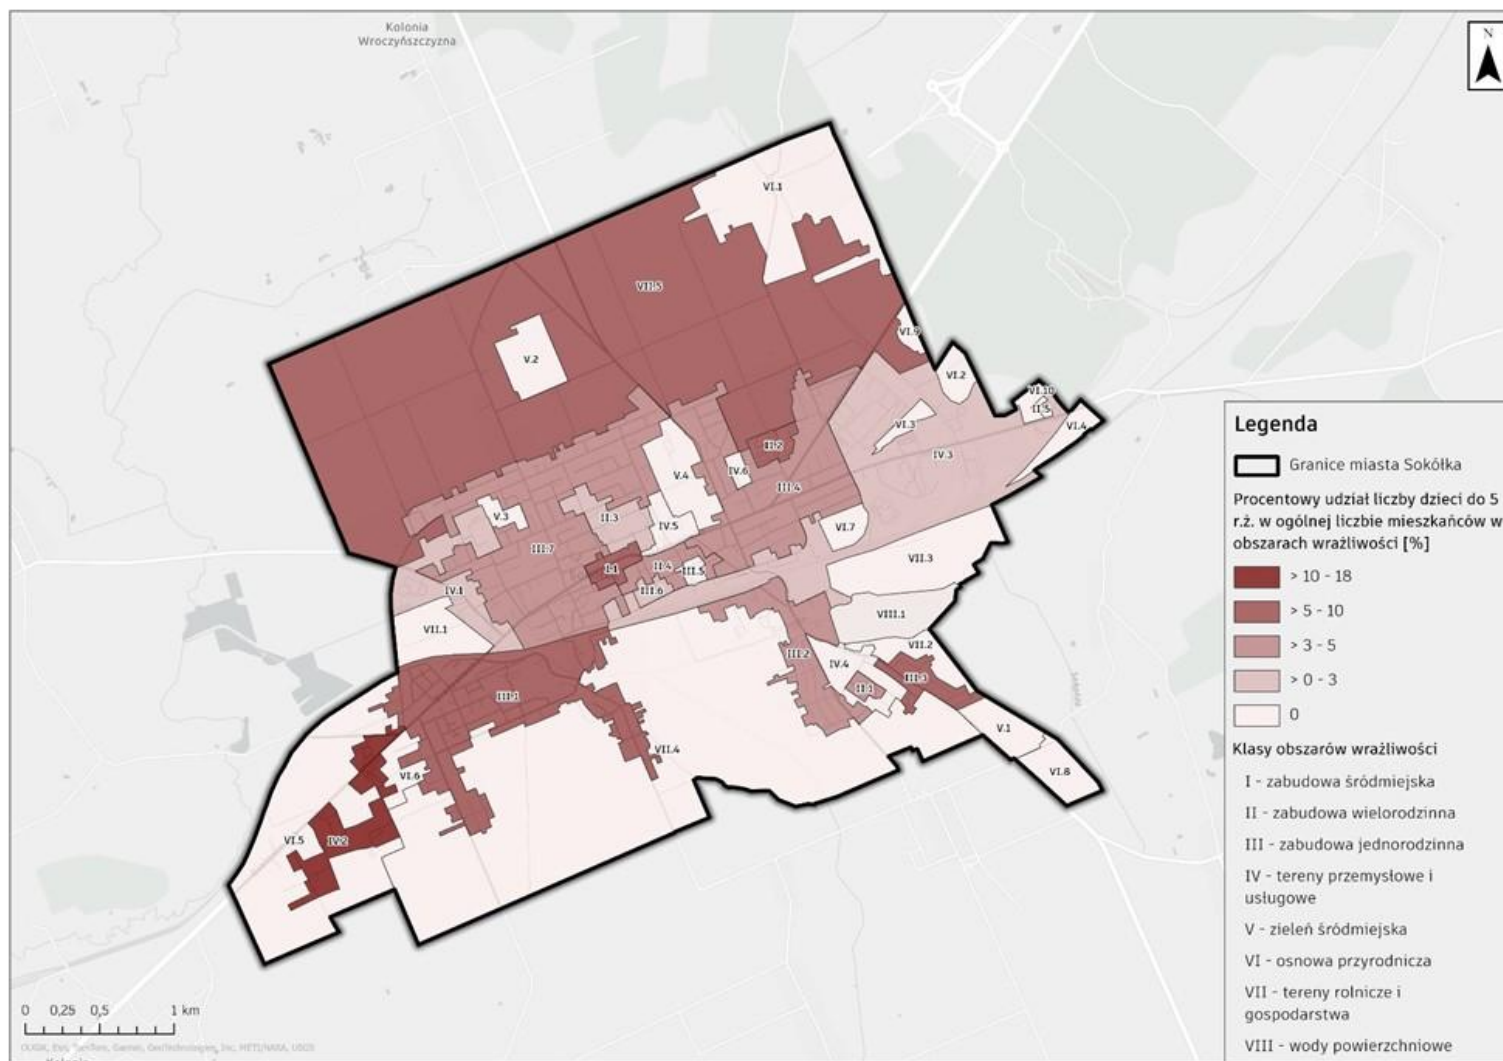 Kolonia
Wroczyńszczyzna
N
VI.1
VII.5
VI.9
V.2
VI.2
VI.10
II.5
VI.4
VI.3
II.2
IV.3
V.4
IV.6
III.4
V.3
II.3
IV.5
VI.7
III.7
VII.3
I.1
II.4
III.5
IV.1
III.6
VIII.1
VII.1
VII.2
III.2
IV.4
III.3
II.1
III.1
V.1
VII.4
VI.8
VI.6
VI.5
IV.2
Legenda
Granice miasta Sokółka
Procentowy udział liczby dzieci do 5
r.ż. w ogólnej liczbie mieszkańców w
obszarach wrażliwości [%]
> 10 - 18
> 5 - 10
> 3 - 5
> 0 - 3
0
Klasy obszarów wrażliwości
I - zabudowa śródmiejska
II - zabudowa wielorodzinna
III - zabudowa jednorodzinna
IV - tereny przemysłowe i
usługowe
V - zieleń śródmiejska
VI - osnowa przyrodnicza
VII - tereny rolnicze i
gospodarstwa
VIII - wody powierzchniowe
0 0,25 0,5 1 km